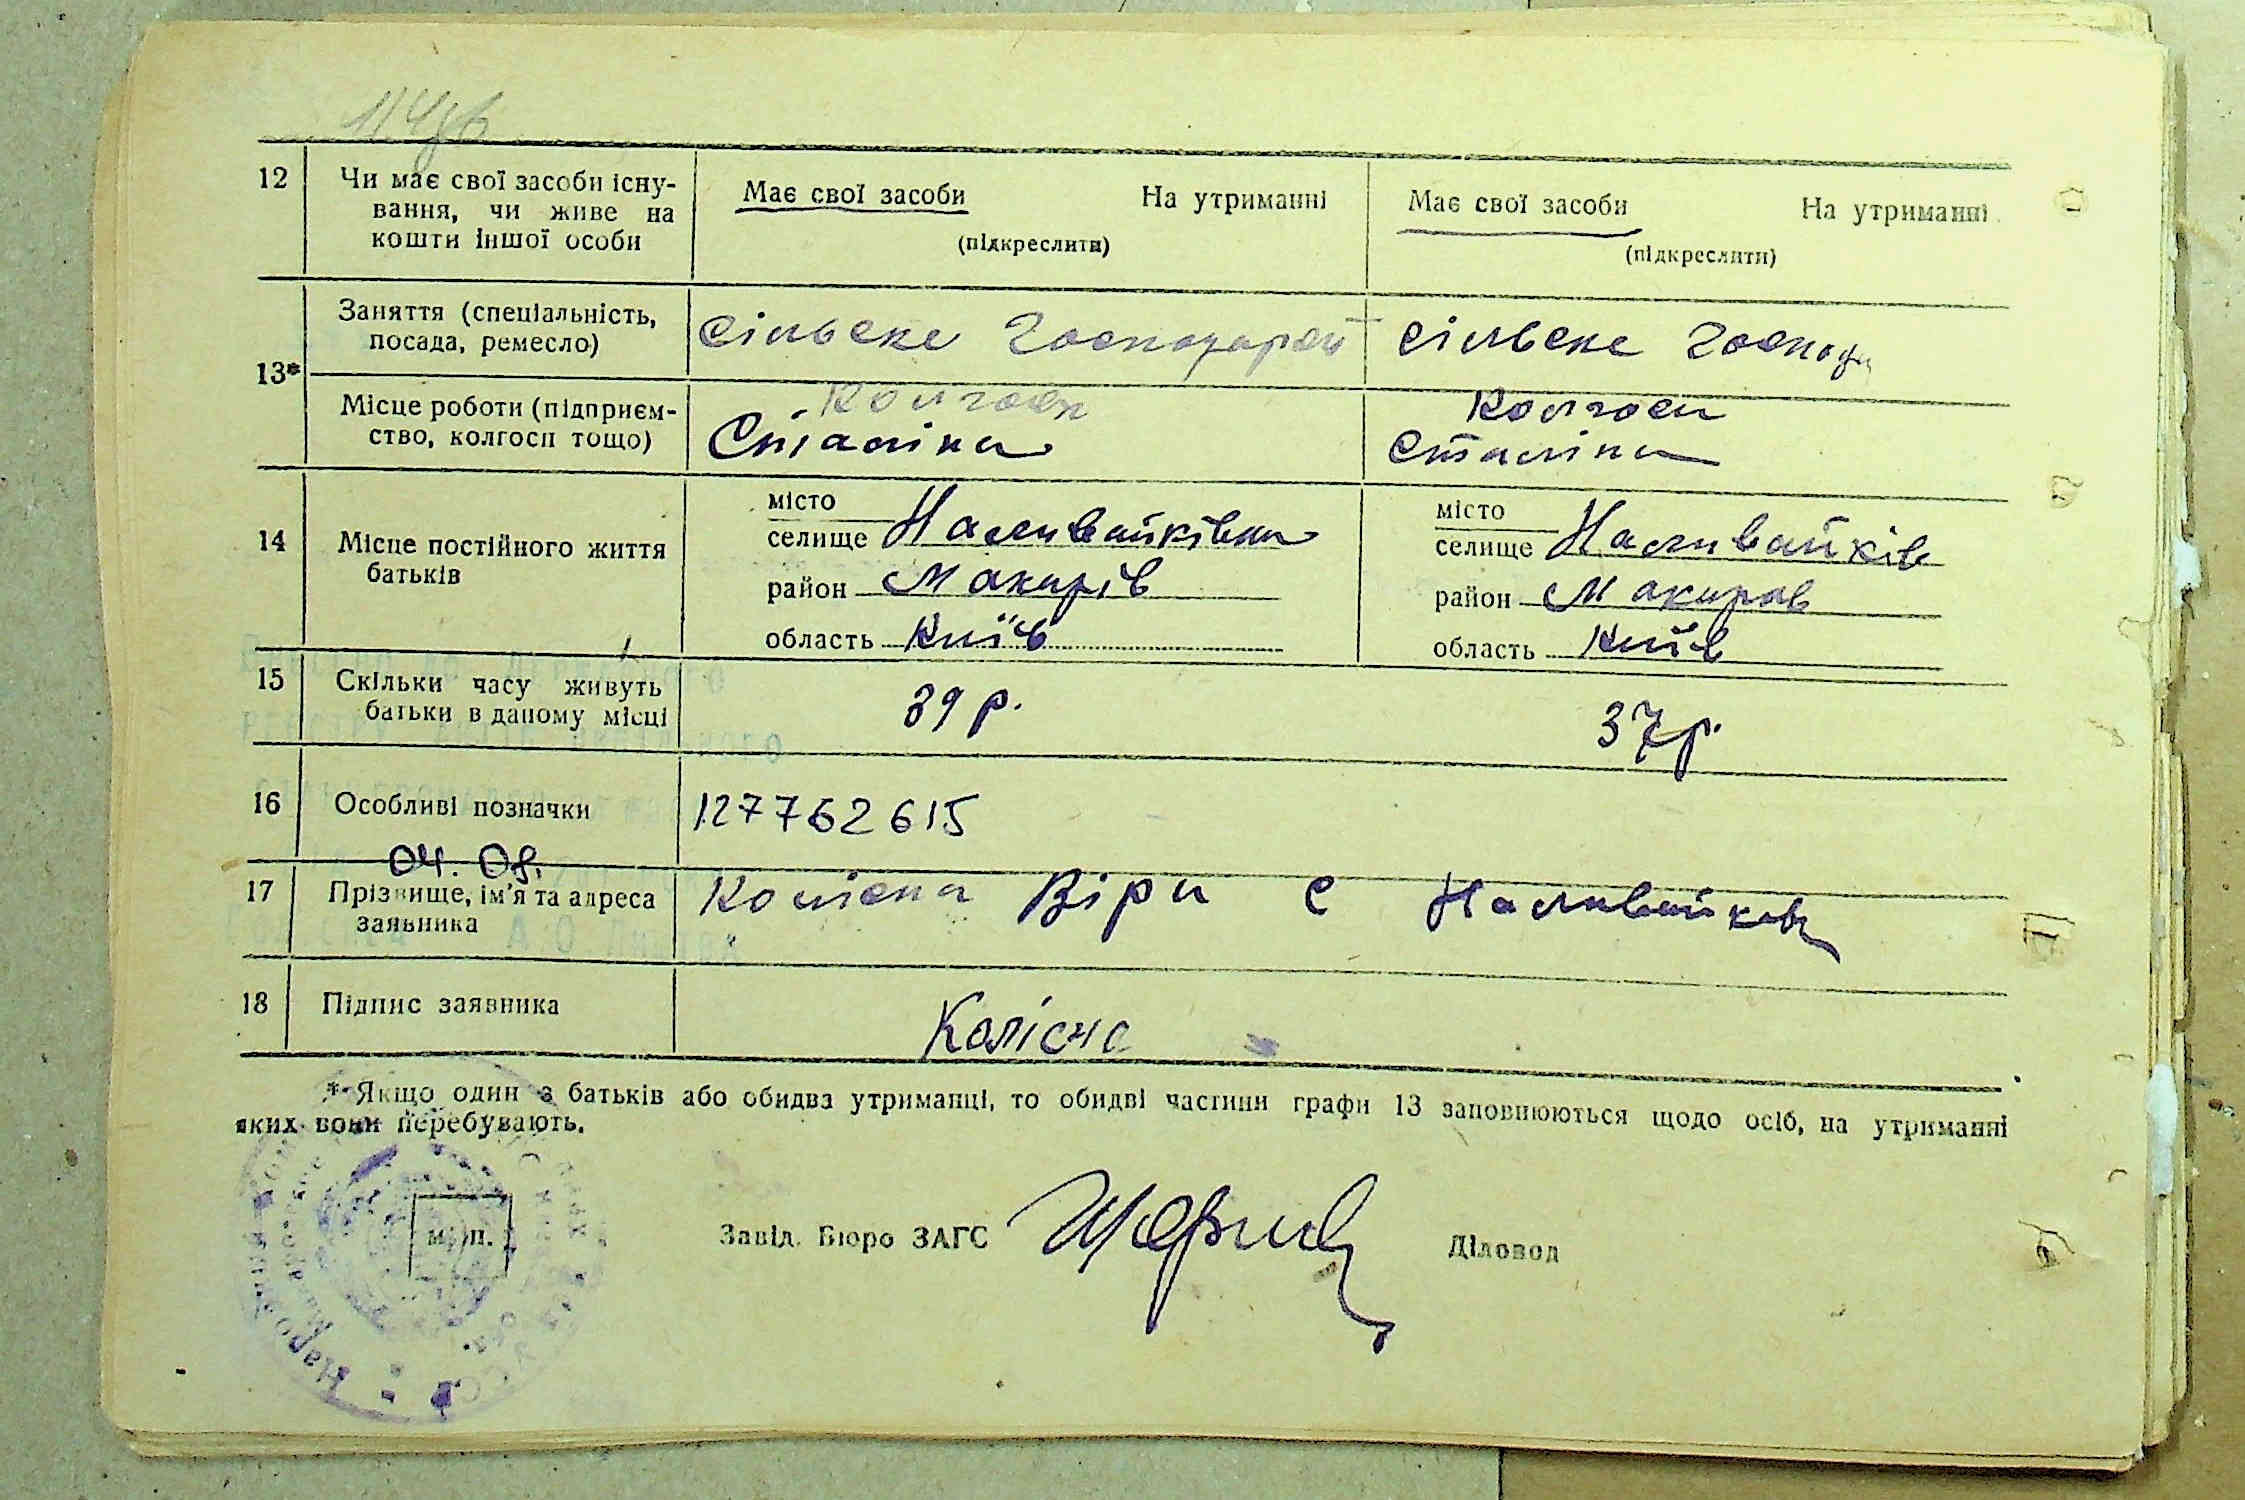 12 Чи має свої засоби існу- Має свої засоби На утриманні Має свої засоби На утриманні
вання, чи живе на
кошти іншої особи (підкреслити) (підкреслити)
13* Заняття (спеціальність, сільске господарст сільске господ
посада, ремесло)
Місце роботи (підприєм- Колгосп Колгосп
ство, колгосп тощо) Сталіна Сталіна
14 Місце постійного життя місто місто
батьків селище Наливайківка селище Наливайків
район Макарів район Макаров
область Київ область Київ
15 Скільки часу живуть 39 р. 37 р.
батьки в даному місці
16 Особливі позначки 127762615
04. 08.
17 Прізвище, ім'я та адреса Колісна Віри с Наливайков
заявника
18 Підпис заявника Колісна
* Якщо один з батьків або обидва утриманці, то обидві частини графи 13 заповнюються щодо осіб, на утриманні
яких вони перебувають.
м. п. Завід. Бюро ЗАГС Діловод